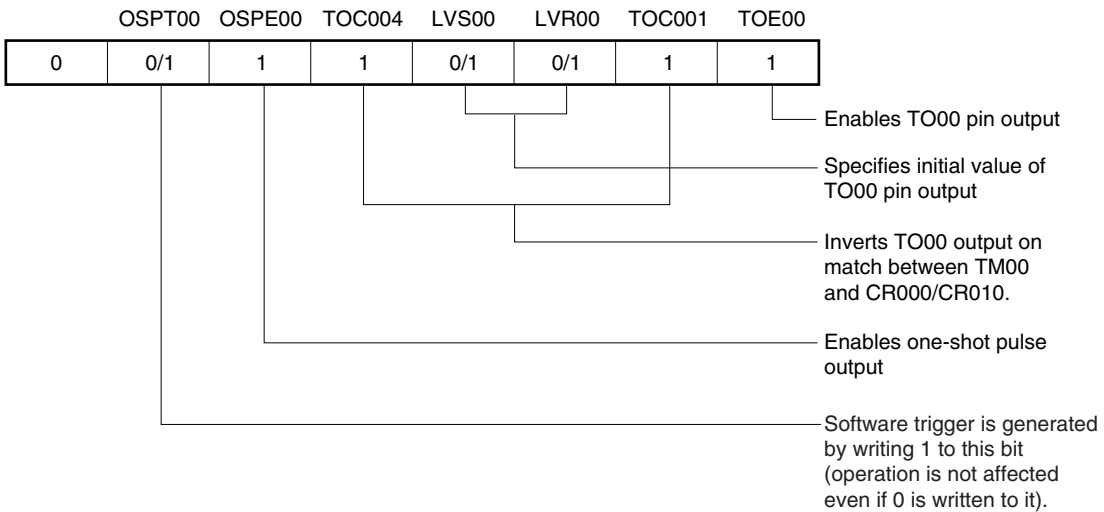 OSPT00 OSPE00 TOC004 LVS00 LVR00 TOC001 TOE00
0 0/1 1 1 0/1 0/1 1 1
Enables TO00 pin output
Specifies initial value of
TO00 pin output
Inverts TO00 output on
match between TM00
and CR000/CR010.
Enables one-shot pulse
output
Software trigger is generated
by writing 1 to this bit
(operation is not affected
even if 0 is written to it).